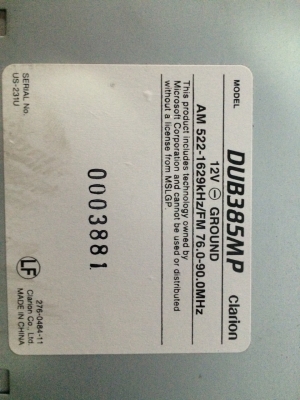 MODEL DUB385MP clarion
12V ⊖ GROUND
AM 522-1629kHz/FM 76.0-90.0MHz
This product includes technology owned by
Microsoft Corporation and cannot be used or distributed
without a license from MSLGP
0003881
SERIAL No.
US-231U
LF
276-0484-11
Clarion Co., Ltd.
MADE IN CHINA